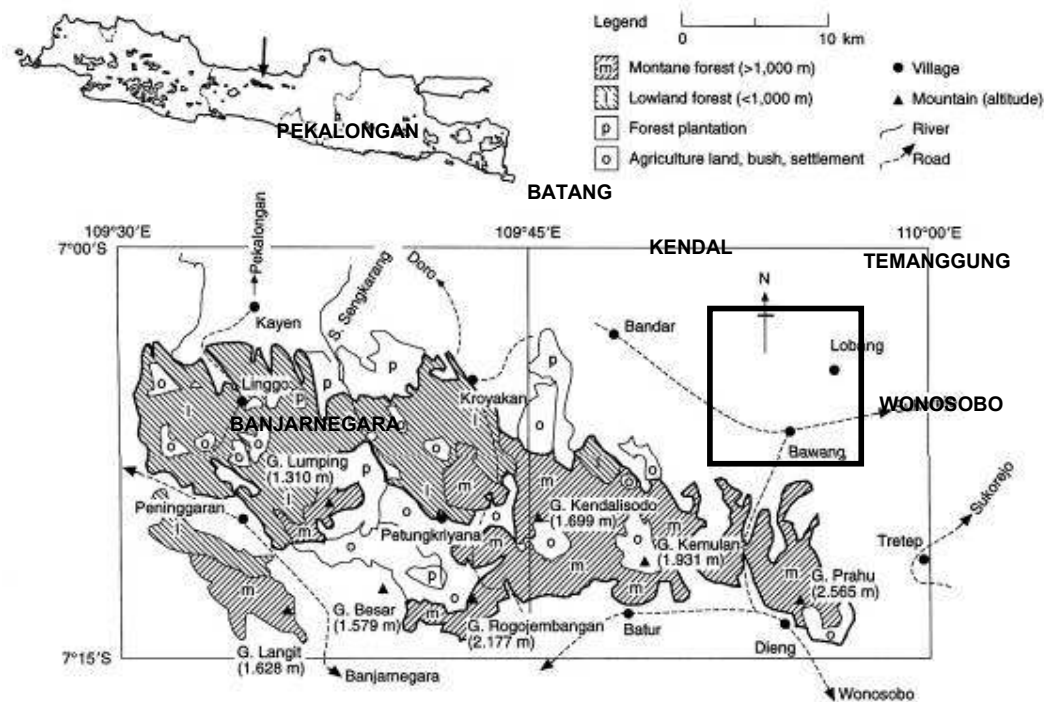 Legend
0 10 km
m Montane forest (>1,000 m)
l Lowland forest (<1,000 m)
p Forest plantation
o Agriculture land, bush, settlement
Village
Mountain (altitude)
River
Road
PEKALONGAN
BATANG
KENDAL
TEMANGGUNG
WONOSOBO
BANJARNEGARA
109°30'E
109°45'E
110°00'E
7°00'S
7°15'S
N
Pekalongan
Kayen
S. Sengkarang
Doro
Bandar
Lobang
Linggo
Kroyakan
Bawang
G. Lumping
(1.310 m)
G. Kendalisodo
(1.699 m)
Peninggaran
Petungkriyana
G. Kemulan
(1.931 m)
Sukorejo
Tretep
G. Prahu
(2.565 m)
G. Besar
(1.579 m)
G. Rogojembangan
(2.177 m)
Batur
Dieng
G. Langit
(1.628 m)
Banjarnegara
Wonosobo
o
l
p
o
o
o
l
m
m
p
p
l
o
o
l
m
m
o
p
m
o
m
p
o
o
m
l
o
m
o
m
m
m
o
l
m